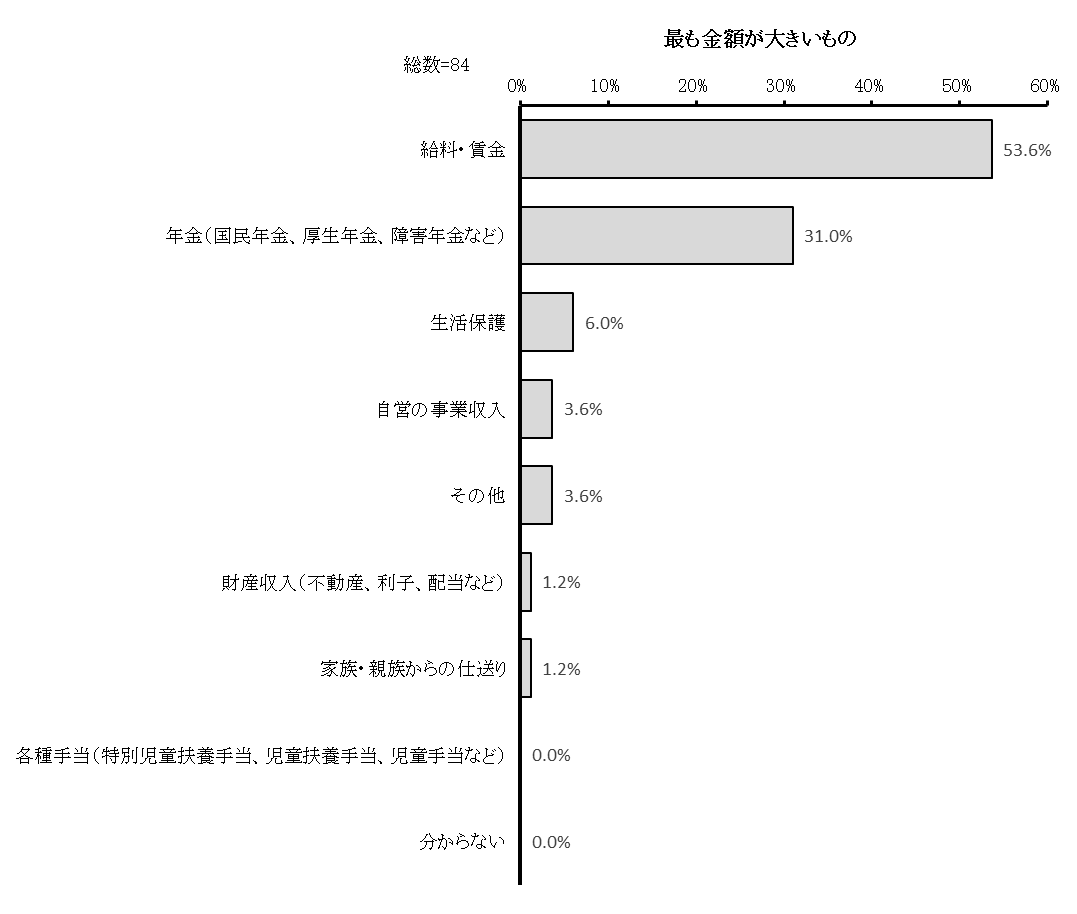 最も金額が大きいもの
総数=84
0% 10% 20% 30% 40% 50% 60%
給料・賃金 53.6%
年金（国民年金、厚生年金、障害年金など） 31.0%
生活保護 6.0%
自営の事業収入 3.6%
その他 3.6%
財産収入（不動産、利子、配当など） 1.2%
家族・親族からの仕送り 1.2%
各種手当（特別児童扶養手当、児童扶養手当、児童手当など） 0.0%
分からない 0.0%